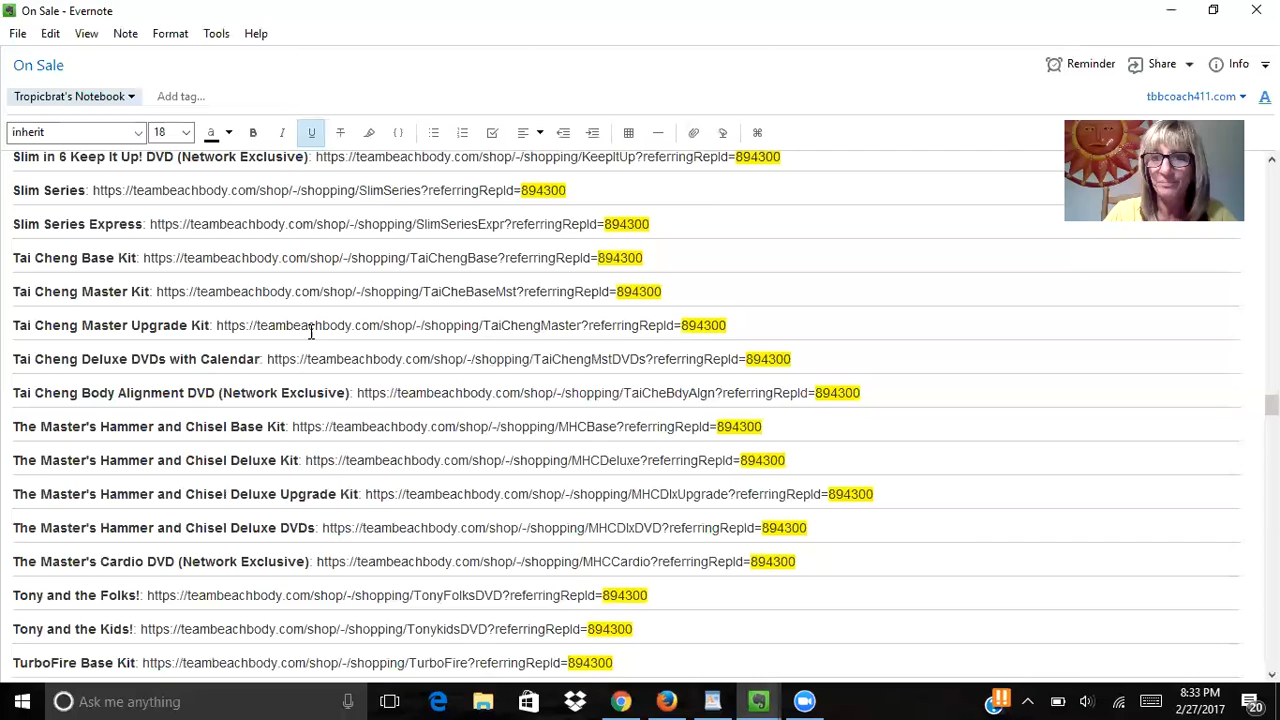 On Sale - Evernote
File Edit View Note Format Tools Help
On Sale
Reminder Share Info
Tropicbrat's Notebook Add tag...
tbbcoach411.com A
inherit 18 a B I U T
Slim in 6 Keep It Up! DVD (Network Exclusive): https://teambeachbody.com/shop/-/shopping/KeepItUp?referringRepId=894300
Slim Series: https://teambeachbody.com/shop/-/shopping/SlimSeries?referringRepId=894300
Slim Series Express: https://teambeachbody.com/shop/-/shopping/SlimSeriesExpr?referringRepId=894300
Tai Cheng Base Kit: https://teambeachbody.com/shop/-/shopping/TaiChengBase?referringRepId=894300
Tai Cheng Master Kit: https://teambeachbody.com/shop/-/shopping/TaiCheBaseMst?referringRepId=894300
Tai Cheng Master Upgrade Kit: https://teambeachbody.com/shop/-/shopping/TaiChengMaster?referringRepId=894300
Tai Cheng Deluxe DVDs with Calendar: https://teambeachbody.com/shop/-/shopping/TaiChengMstDVDs?referringRepId=894300
Tai Cheng Body Alignment DVD (Network Exclusive): https://teambeachbody.com/shop/-/shopping/TaiCheBdyAlgn?referringRepId=894300
The Master's Hammer and Chisel Base Kit: https://teambeachbody.com/shop/-/shopping/MHCBase?referringRepId=894300
The Master's Hammer and Chisel Deluxe Kit: https://teambeachbody.com/shop/-/shopping/MHCDeluxe?referringRepId=894300
The Master's Hammer and Chisel Deluxe Upgrade Kit: https://teambeachbody.com/shop/-/shopping/MHCDlxUpgrade?referringRepId=894300
The Master's Hammer and Chisel Deluxe DVDs: https://teambeachbody.com/shop/-/shopping/MHCDlxDVD?referringRepId=894300
The Master's Cardio DVD (Network Exclusive): https://teambeachbody.com/shop/-/shopping/MHCCardio?referringRepId=894300
Tony and the Folks!: https://teambeachbody.com/shop/-/shopping/TonyFolksDVD?referringRepId=894300
Tony and the Kids!: https://teambeachbody.com/shop/-/shopping/TonykidsDVD?referringRepId=894300
TurboFire Base Kit: https://teambeachbody.com/shop/-/shopping/TurboFire?referringRepId=894300
Ask me anything
8:33 PM
2/27/2017
20